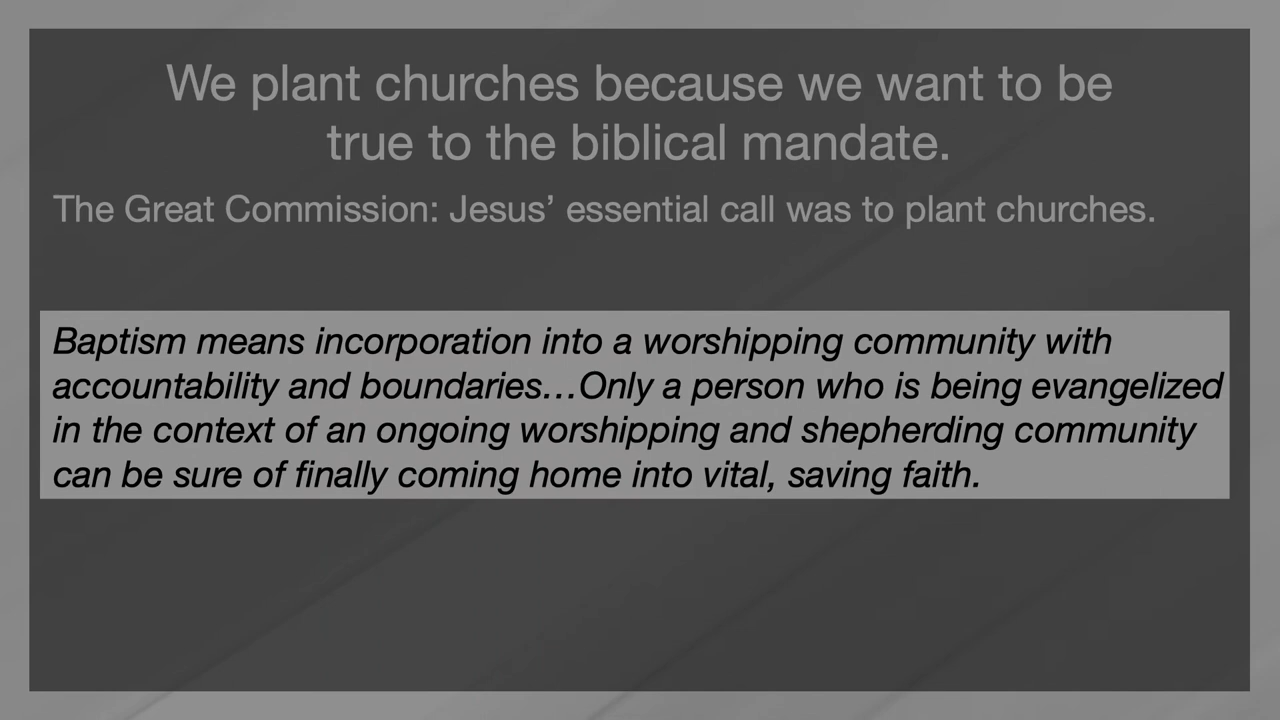 We plant churches because we want to be
true to the biblical mandate.
The Great Commission: Jesus’ essential call was to plant churches.
Baptism means incorporation into a worshipping community with
accountability and boundaries…Only a person who is being evangelized
in the context of an ongoing worshipping and shepherding community
can be sure of finally coming home into vital, saving faith.